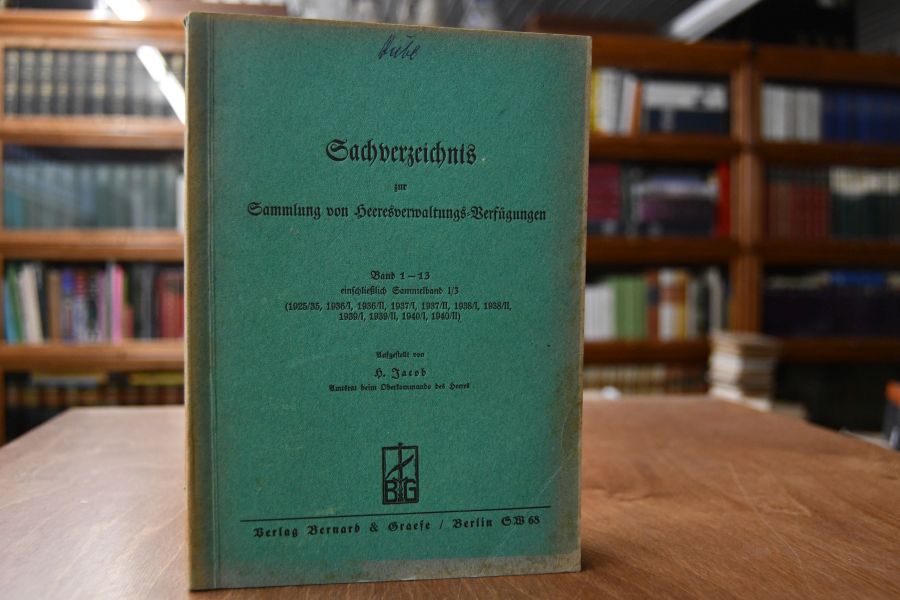 Sachverzeichnis
zur
Sammlung von Heeresverwaltungs-Verfügungen
Band 1 – 13
einschließlich Sammelband I/3
(1925/35, 1936/I, 1936/II, 1937/I, 1937/II, 1938/I, 1938/II,
1939/I, 1939/II, 1940/I, 1940/II)
Aufgestellt von
H. Jacob
Amtsrat beim Oberkommando des Heeres
BG
Verlag Bernard & Graefe / Berlin SW 68